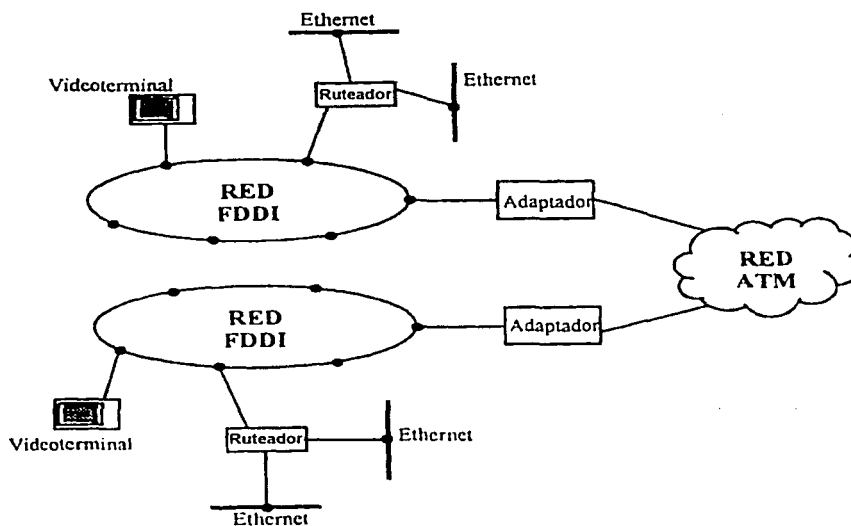 Ethernet
Ethernet
Videoterminal
Ruteador
RED
FDDI
Adaptador
RED
ATM
RED
FDDI
Adaptador
Videoterminal
Ruteador
Ethernet
Ethernet